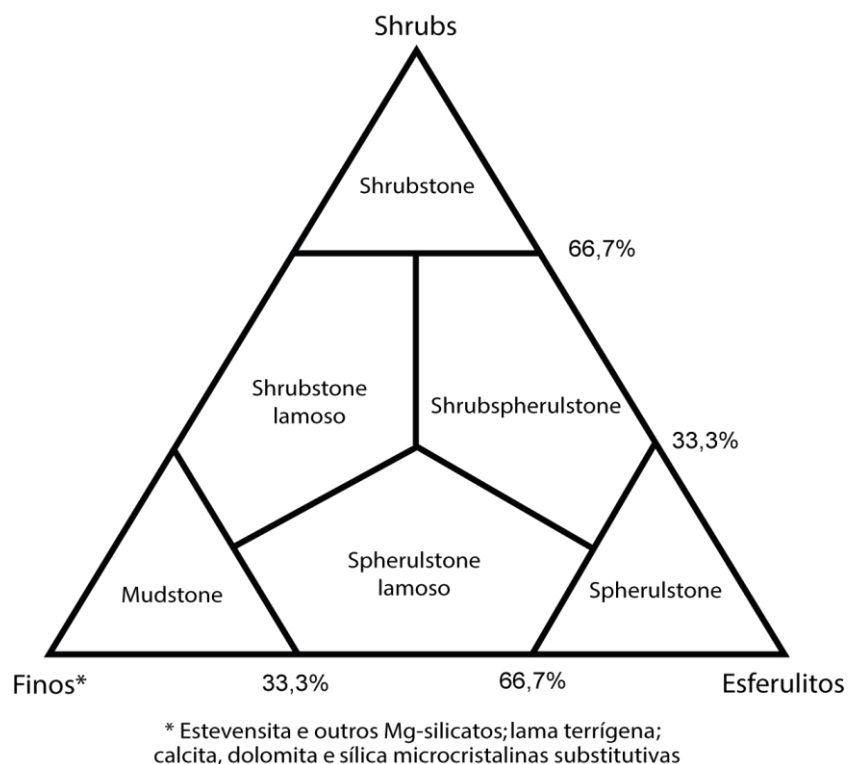 Shrubs
Shrubstone
66,7%
Shrubstone
lamoso
Shrubspherulstone
33,3%
Mudstone
Spherulstone
lamoso
Spherulstone
Finos*
33,3%
66,7%
Esferulitos
* Estevensita e outros Mg-silicatos; lama terrígena;
calcita, dolomita e sílica microcristalinas substitutivas